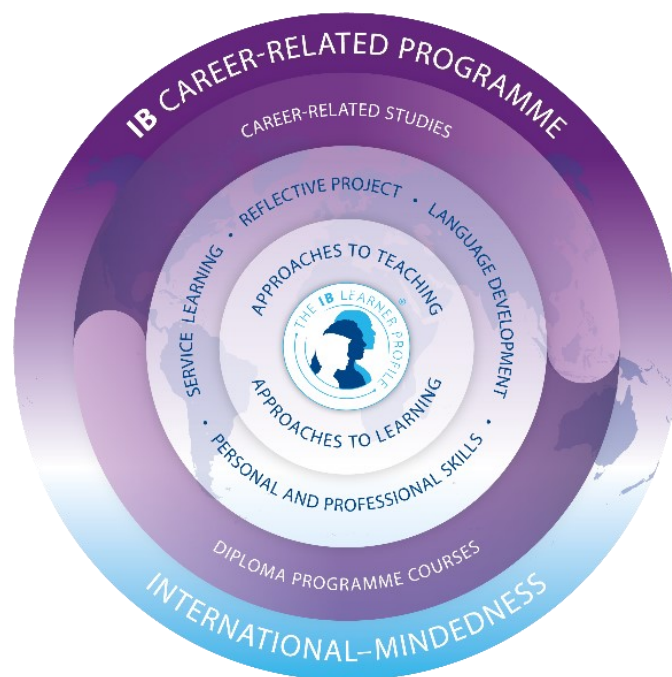 IB CAREER-RELATED PROGRAMME
CAREER-RELATED STUDIES
SERVICE LEARNING • REFLECTIVE PROJECT • LANGUAGE DEVELOPMENT • PERSONAL AND PROFESSIONAL SKILLS •
APPROACHES TO TEACHING
THE IB LEARNER PROFILE ®
APPROACHES TO LEARNING
DIPLOMA PROGRAMME COURSES
INTERNATIONAL–MINDEDNESS